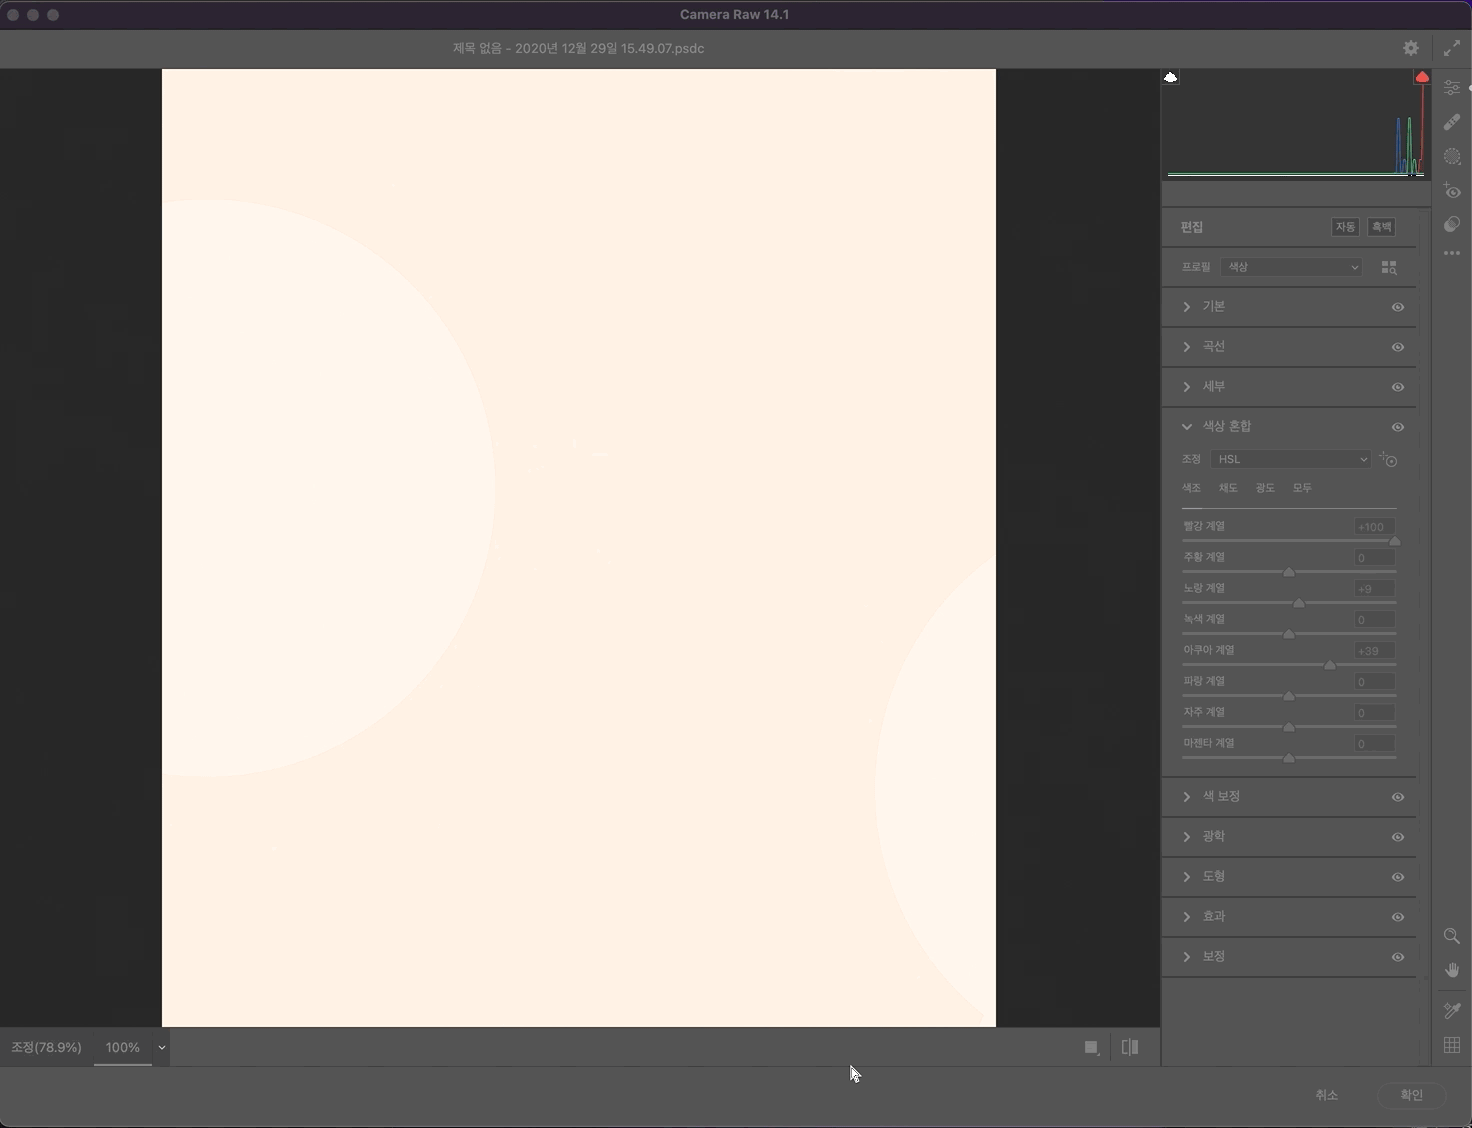 Camera Raw 14.1
제목 없음 - 2020년 12월 29일 15.49.07.psdc
편집 자동 흑백
프로필 색상
기본
곡선
세부
색상 혼합
조정 HSL
색조 채도 광도 모두
빨강 계열 +100
주황 계열 0
노랑 계열 +9
녹색 계열 0
아쿠아 계열 +39
파랑 계열 0
자주 계열 0
마젠타 계열 0
색 보정
광학
도형
효과
보정
조정(78.9%) 100%
취소 확인